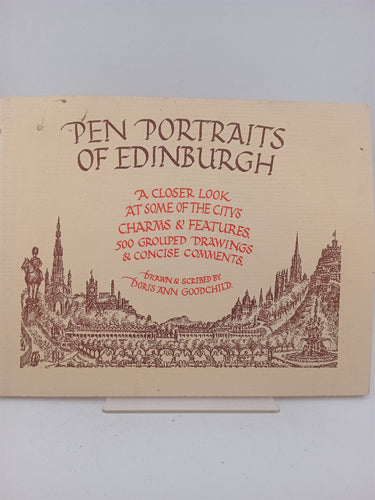 PEN PORTRAITS
OF EDINBURGH
A CLOSER LOOK
AT SOME OF THE CITY'S
CHARMS & FEATURES.
500 GROUPED DRAWINGS
& CONCISE COMMENTS.
DRAWN & SCRIBED BY
DORIS ANN GOODCHILD.